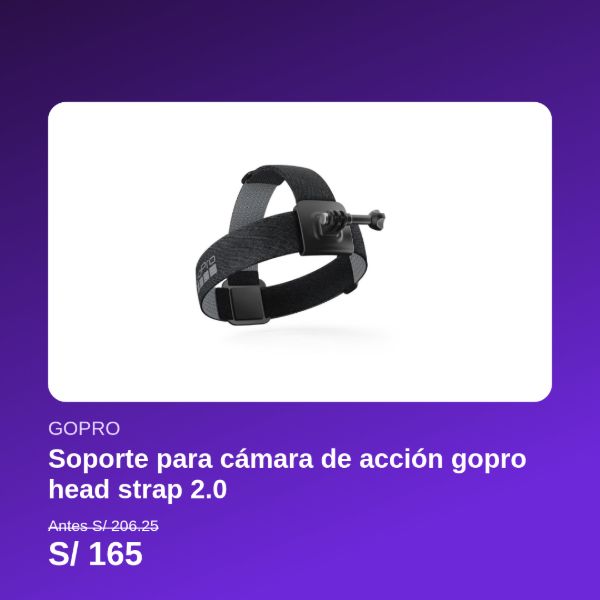 GOPRO
Soporte para cámara de acción gopro
head strap 2.0
Antes S/ 206.25
S/ 165